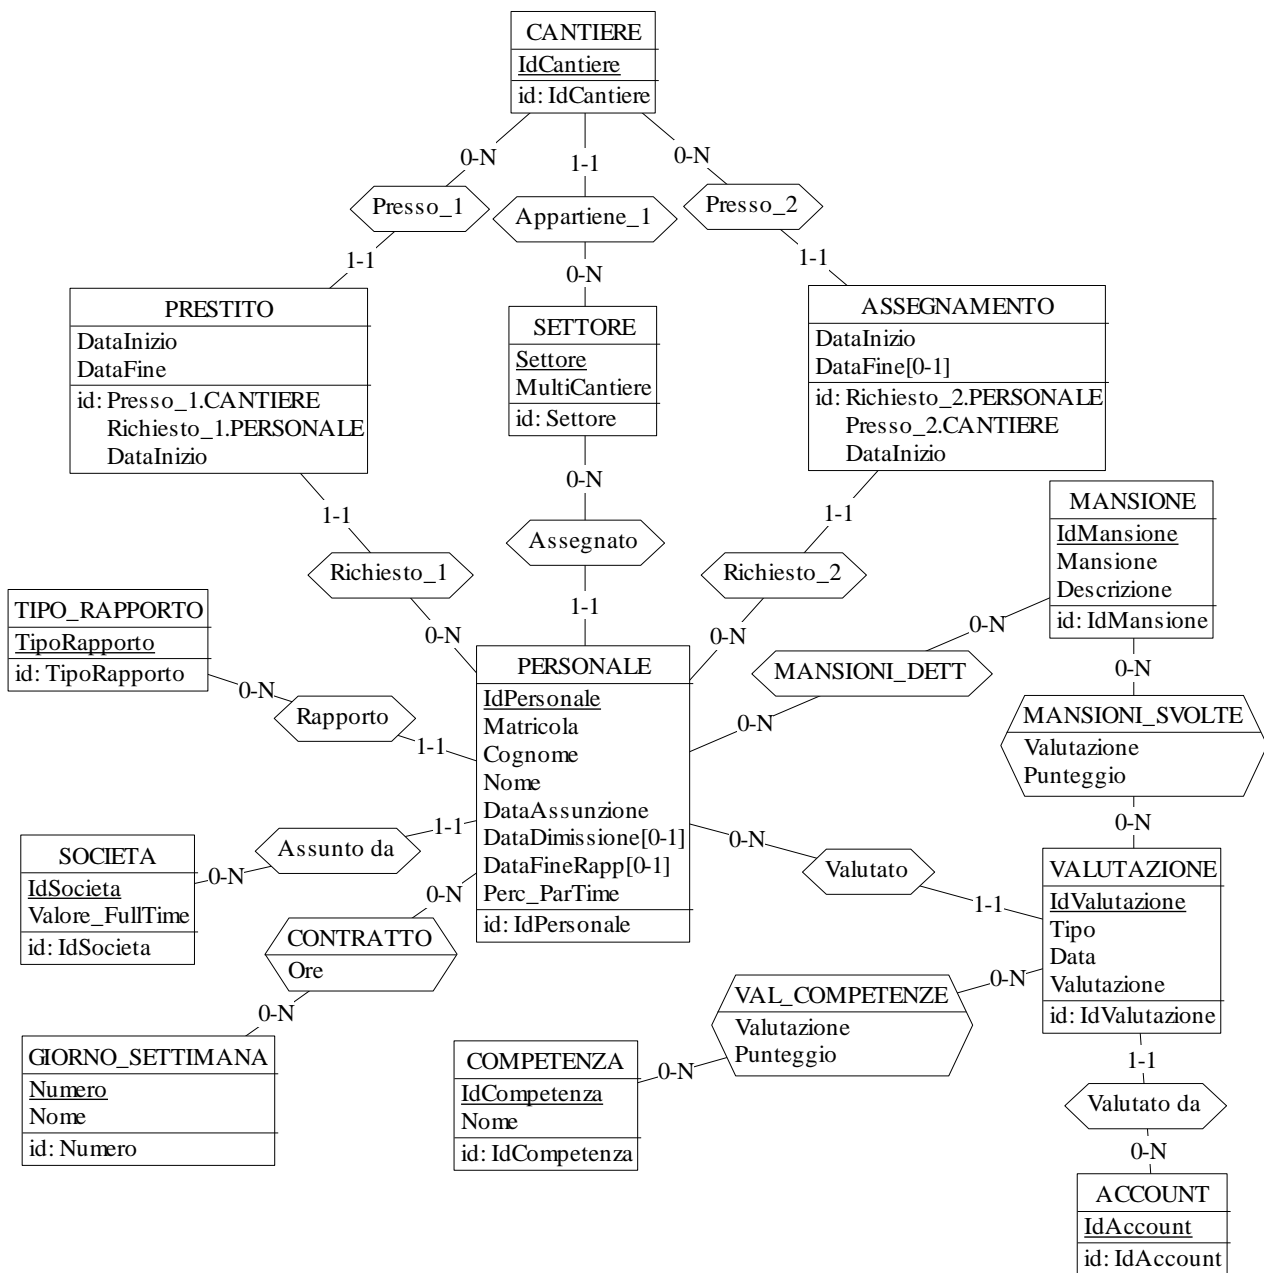 CANTIERE
IdCantiere
id: IdCantiere
0-N
1-1
0-N
Presso_1
Appartiene_1
Presso_2
1-1
0-N
1-1
PRESTITO
DataInizio
DataFine
id: Presso_1.CANTIERE
Richiesto_1.PERSONALE
DataInizio
SETTORE
Settore
MultiCantiere
id: Settore
ASSEGNAMENTO
DataInizio
DataFine[0-1]
id: Richiesto_2.PERSONALE
Presso_2.CANTIERE
DataInizio
1-1
0-N
1-1
Richiesto_1
Assegnato
Richiesto_2
0-N
1-1
0-N
MANSIONE
IdMansione
Mansione
Descrizione
id: IdMansione
0-N
MANSIONI_DETT
0-N
0-N
MANSIONI_SVOLTE
Valutazione
Punteggio
0-N
TIPO_RAPPORTO
TipoRapporto
id: TipoRapporto
0-N
Rapporto
1-1
PERSONALE
IdPersonale
Matricola
Cognome
Nome
DataAssunzione
DataDimissione[0-1]
DataFineRapp[0-1]
Perc_ParTime
id: IdPersonale
SOCIETA
IdSocieta
Valore_FullTime
id: IdSocieta
0-N
Assunto da
1-1
0-N
Valutato
1-1
VALUTAZIONE
IdValutazione
Tipo
Data
Valutazione
id: IdValutazione
0-N
CONTRATTO
Ore
0-N
GIORNO_SETTIMANA
Numero
Nome
id: Numero
COMPETENZA
IdCompetenza
Nome
id: IdCompetenza
0-N
VAL_COMPETENZE
Valutazione
Punteggio
0-N
1-1
Valutato da
0-N
ACCOUNT
IdAccount
id: IdAccount